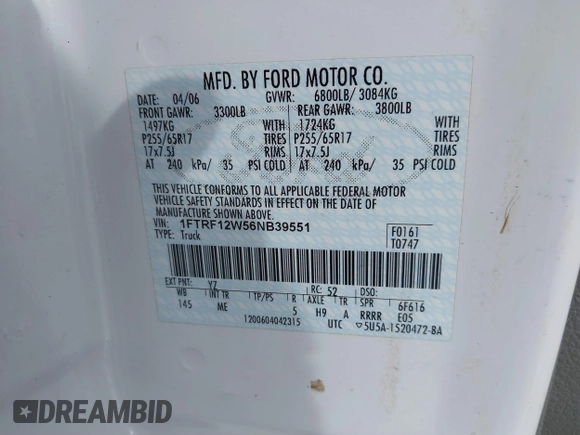 MFD. BY FORD MOTOR CO.
DATE: 04/06 GVWR: 6800LB/ 3084KG
FRONT GAWR: 3300LB REAR GAWR: 3800LB
1497KG WITH 1724KG WITH
P255/65R17 TIRES P255/65R17 TIRES
17x7.5J RIMS 17x7.5J RIMS
AT 240 kPa/ 35 PSI COLD AT 240 kPa/ 35 PSI COLD
THIS VEHICLE CONFORMS TO ALL APPLICABLE FEDERAL MOTOR
VEHICLE SAFETY STANDARDS IN EFFECT ON THE DATE OF
MANUFACTURE SHOWN ABOVE.
VIN: 1FTRF12W56NB39551 F0161
TYPE: Truck T0747
EXT PNT: YZ RC: 52 DSO:
WB INT TR TP/PS R AXLE TR SPR 6F616
145 ME 5 H9 A RRRR E05
1200604042315 UTC ▽5U5A-1520472-BA
DREAMBID